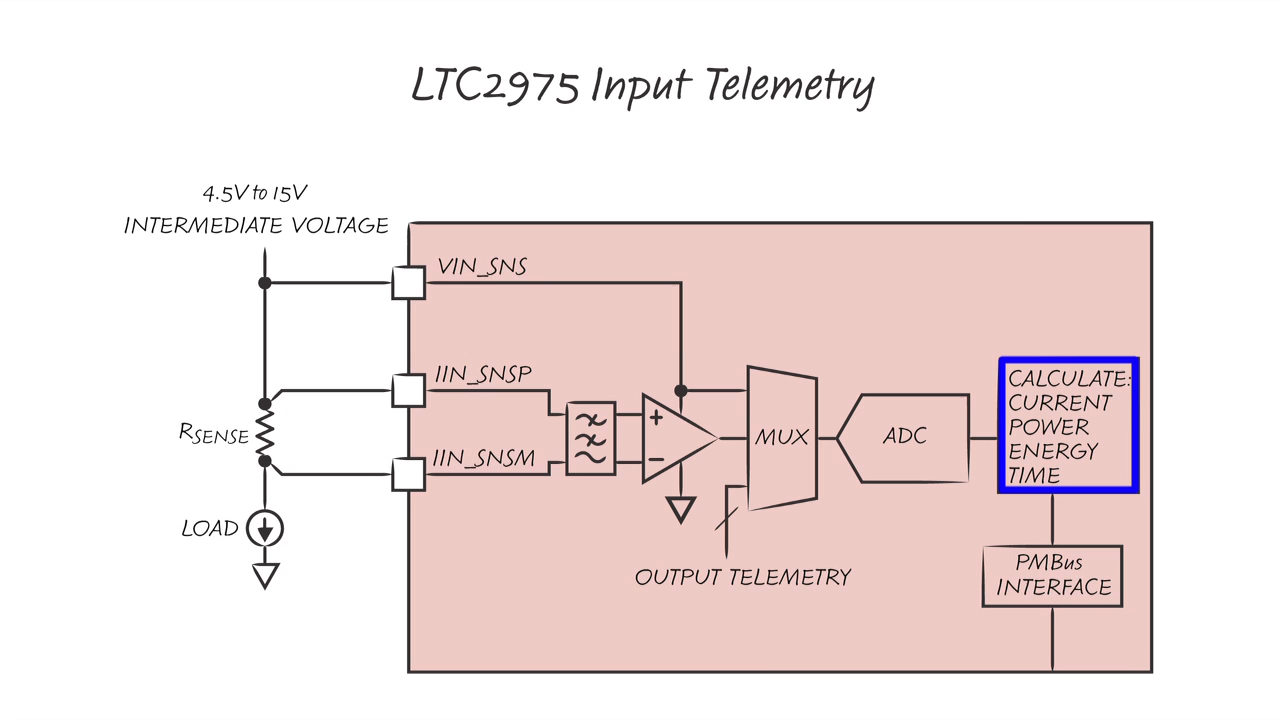 LTC2975 Input Telemetry
4.5V to 15V
INTERMEDIATE VOLTAGE
VIN_SNS
IIN_SNSP
RSENSE
IIN_SNSM
LOAD
+
−
MUX
ADC
CALCULATE:
CURRENT
POWER
ENERGY
TIME
OUTPUT TELEMETRY
PMBus
INTERFACE